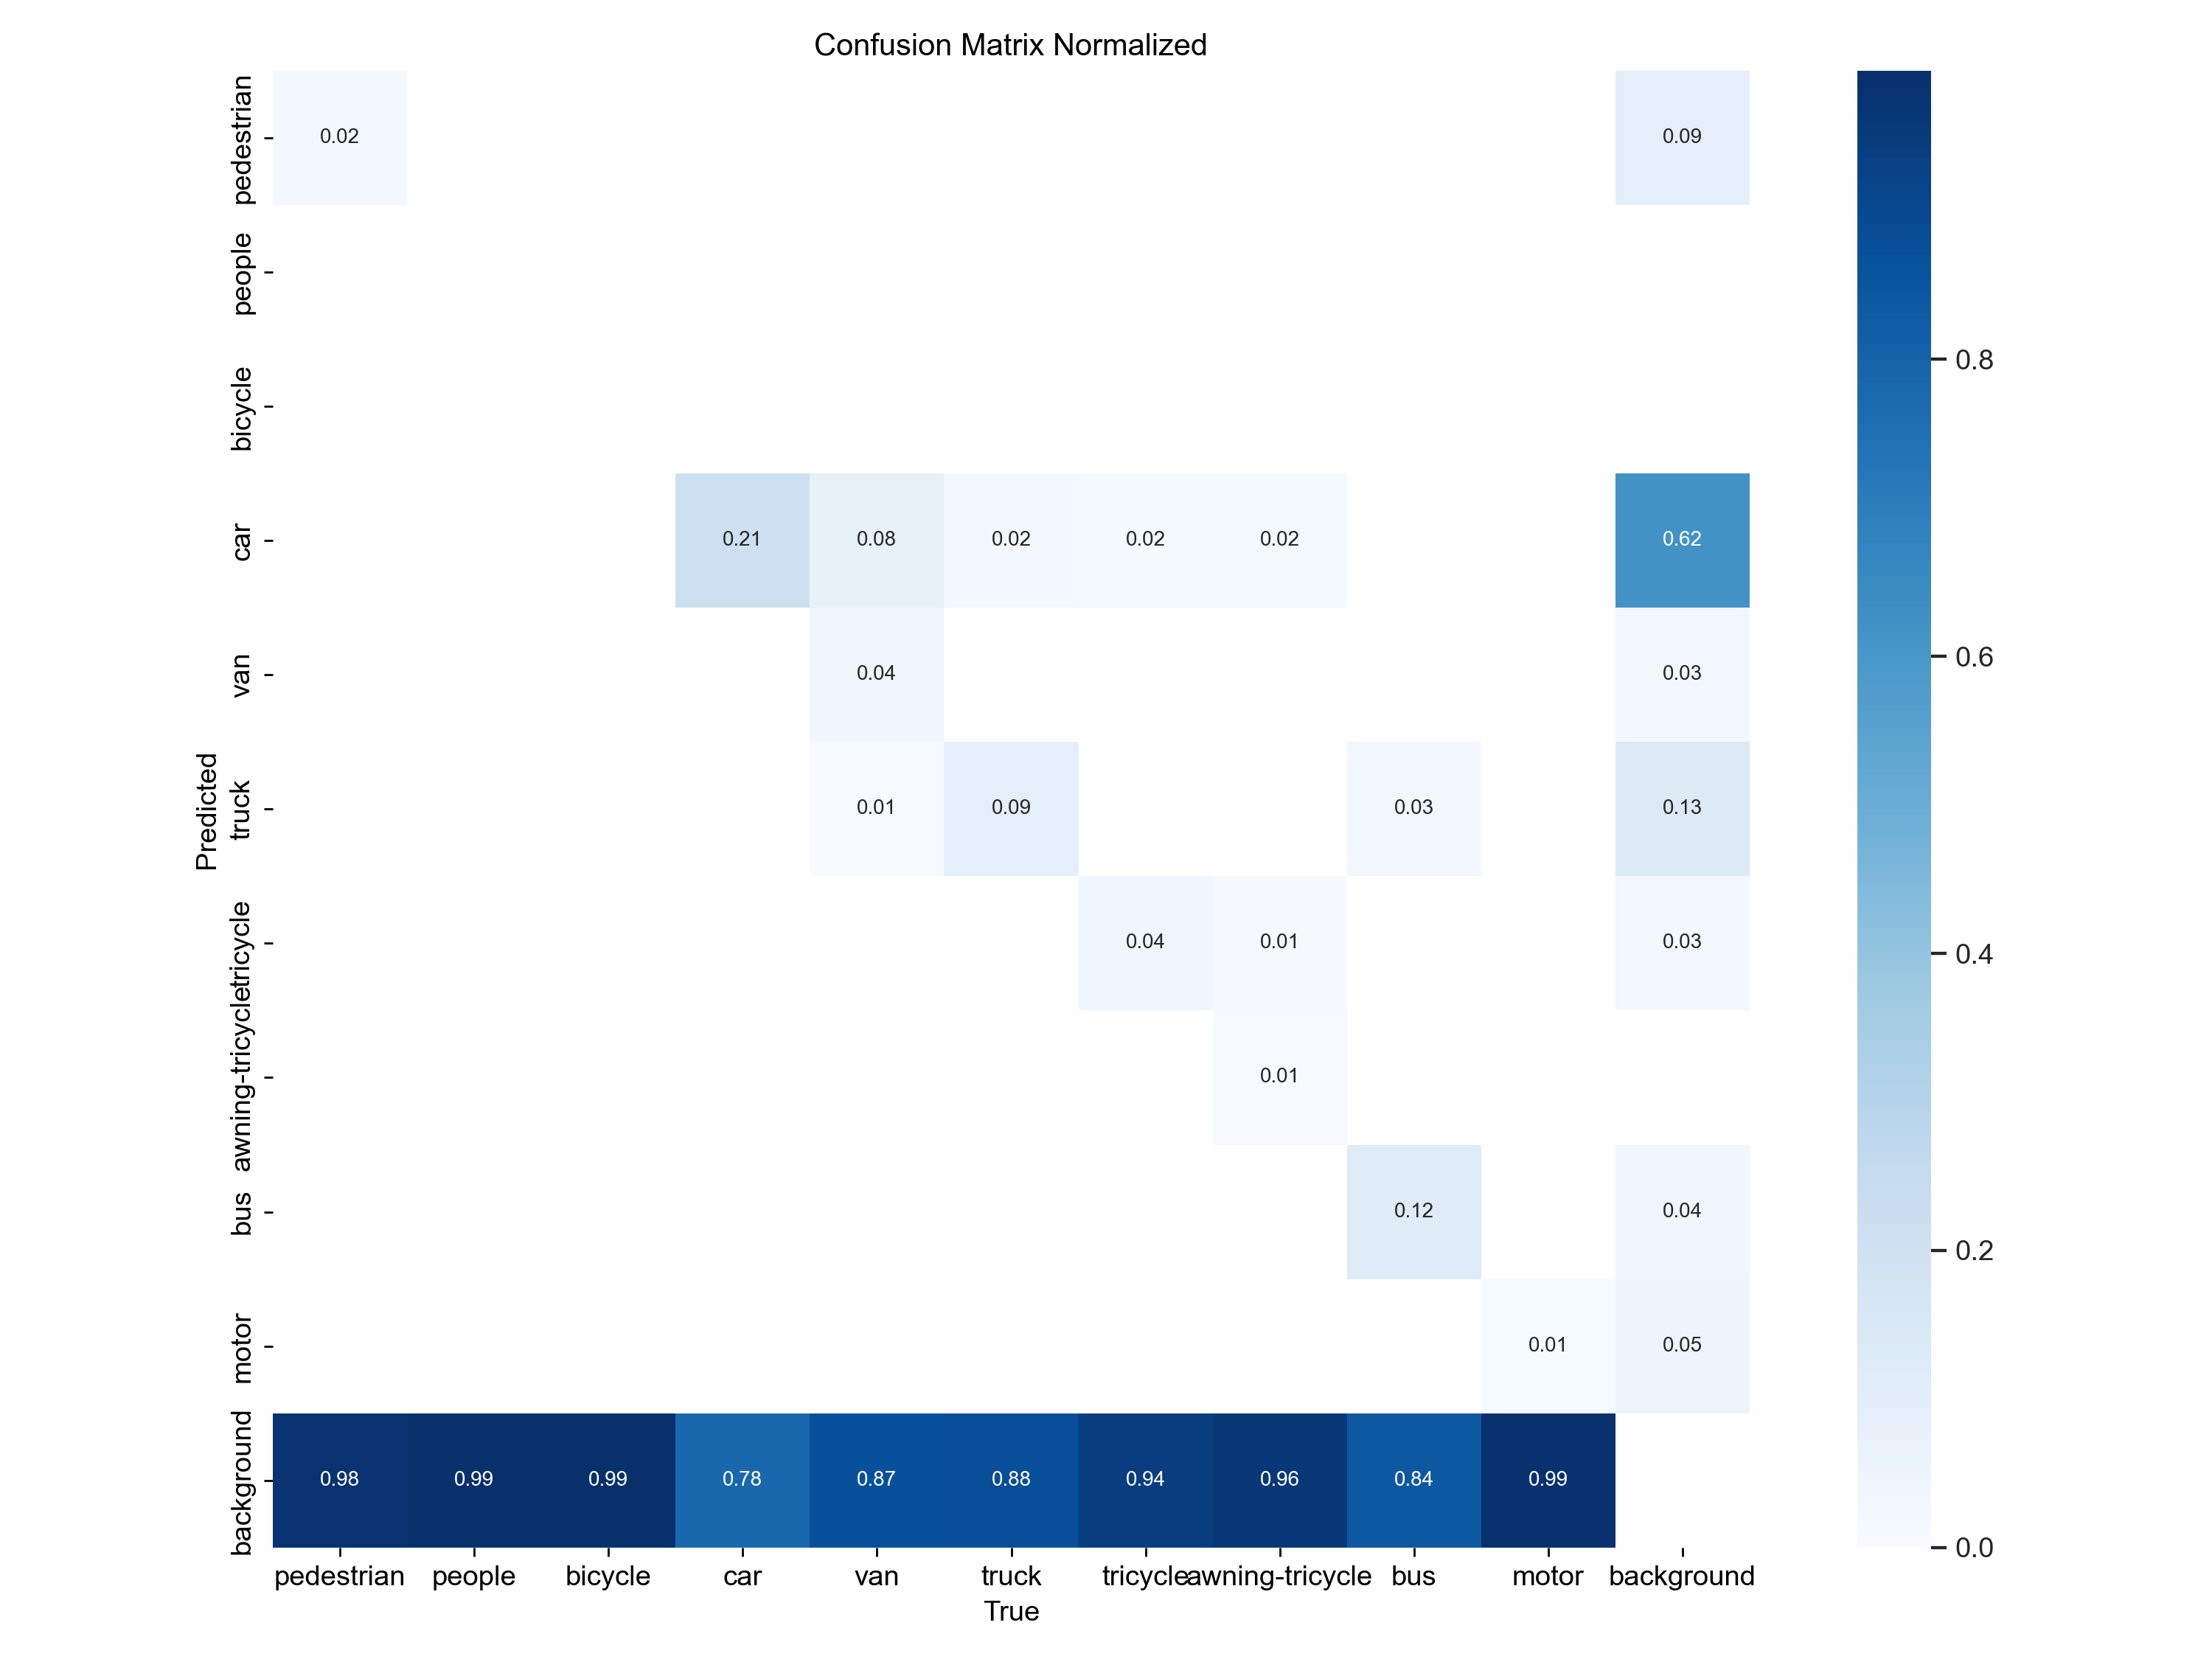 Confusion Matrix Normalized
pedestrian 0.02 0.09
people
bicycle
car 0.21 0.08 0.02 0.02 0.02 0.62
van 0.04 0.03
truck 0.01 0.09 0.03 0.13
tricycle 0.04 0.01 0.03
awning-tricycle 0.01
bus 0.12 0.04
motor 0.01 0.05
background 0.98 0.99 0.99 0.78 0.87 0.88 0.94 0.96 0.84 0.99
Predicted
pedestrian people bicycle car van truck tricycle awning-tricycle bus motor background
True
0.8
0.6
0.4
0.2
0.0